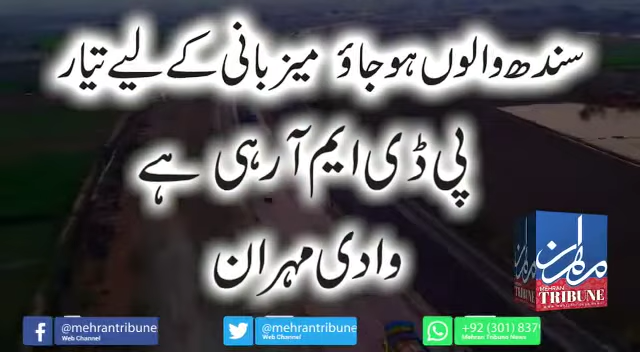 سندھ والوں ہو جاؤ میزبانی کے لیے تیار
پی ڈی ایم آرہی ہے
وادی مہران
مہران
MEHRAN
TRIBUNE
@mehrantribune
Web Channel
@mehrantribune
Web Channel
+92 (301) 837
Mehran Tribune News